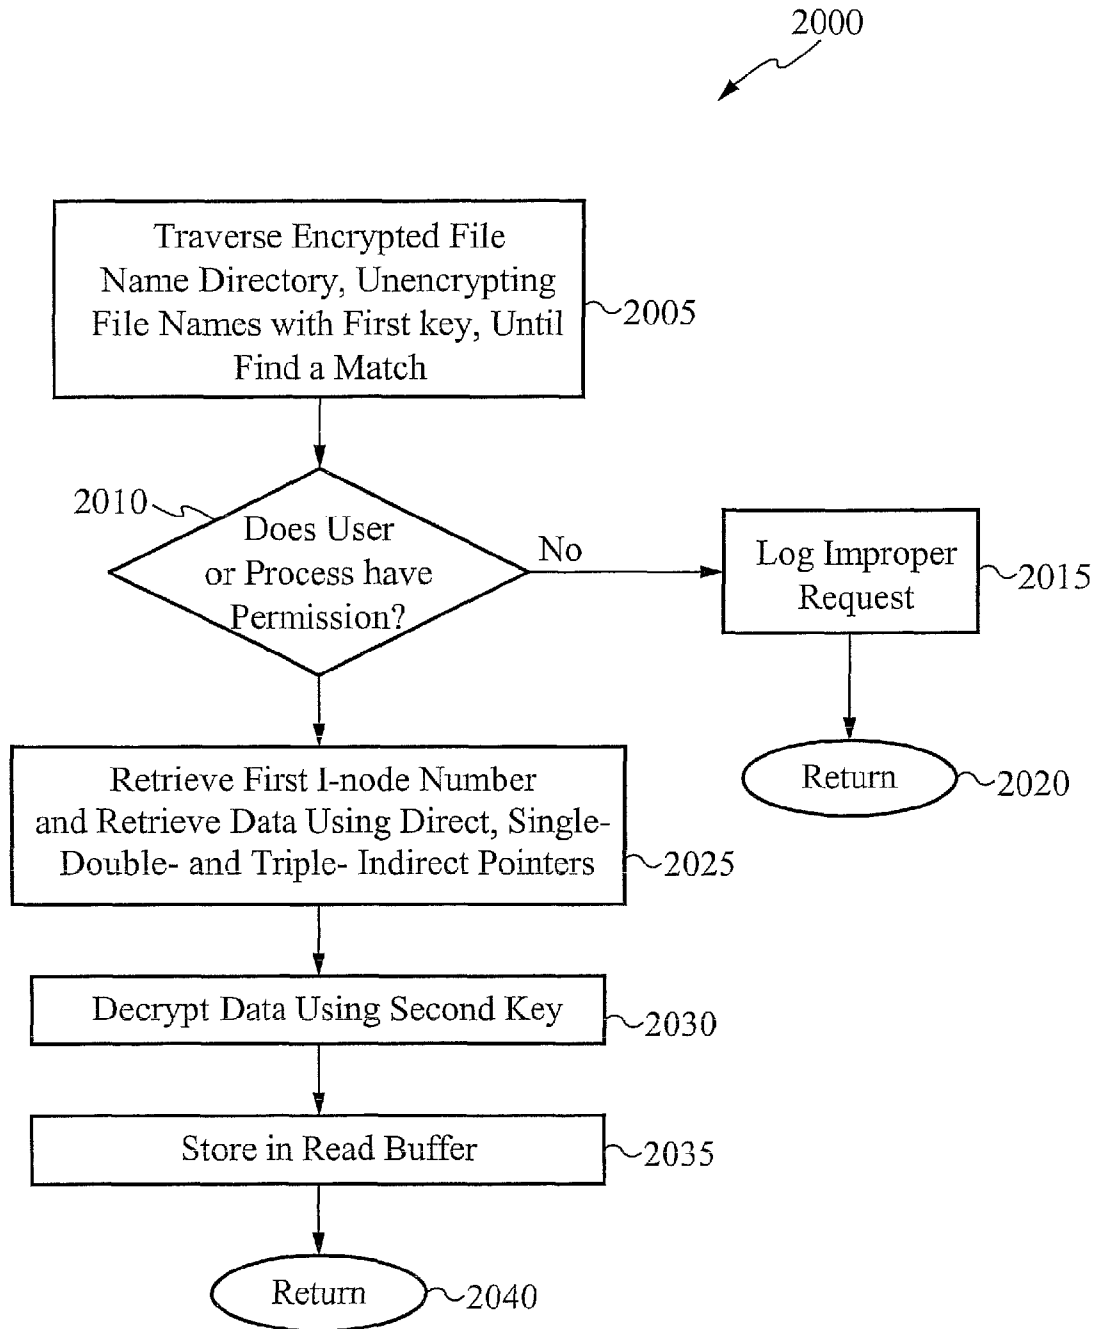 2000
Traverse Encrypted File
Name Directory, Unencrypting
File Names with First key, Until
Find a Match
2005
2010
Does User
or Process have
Permission?
No
Log Improper
Request
2015
Return
2020
Retrieve First I-node Number
and Retrieve Data Using Direct, Single-
Double- and Triple- Indirect Pointers
2025
Decrypt Data Using Second Key
2030
Store in Read Buffer
2035
Return
2040